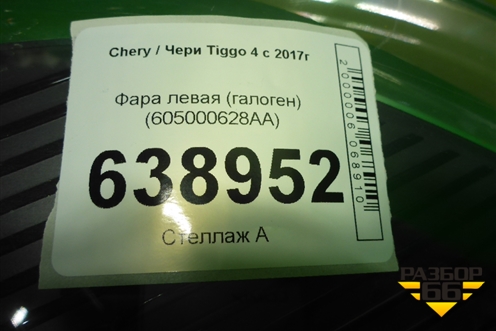 Chery / Чери Tiggo 4 с 2017г
Фара левая (галоген)
(605000628AA)
638952
Стеллаж А
2000006068910
РАЗБОР
66